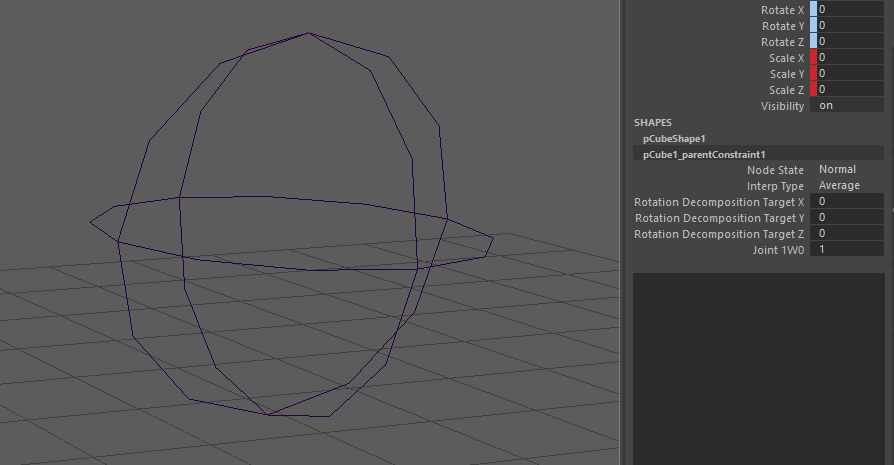 Rotate X 0
Rotate Y 0
Rotate Z 0
Scale X 0
Scale Y 0
Scale Z 0
Visibility on
SHAPES
pCubeShape1
pCube1_parentConstraint1
Node State Normal
Interp Type Average
Rotation Decomposition Target X 0
Rotation Decomposition Target Y 0
Rotation Decomposition Target Z 0
Joint 1W0 1